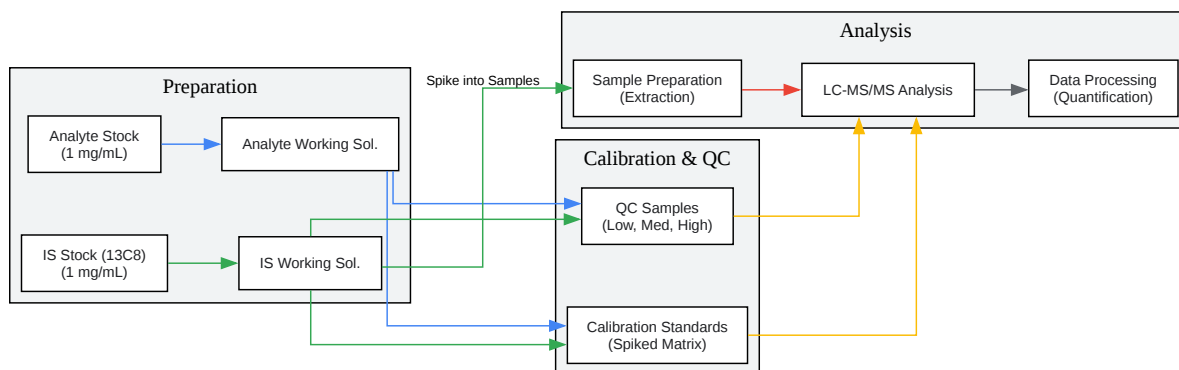 Preparation
Analyte Stock
(1 mg/mL)
Analyte Working Sol.
IS Stock (13C8)
(1 mg/mL)
IS Working Sol.
Spike into Samples
Analysis
Sample Preparation
(Extraction)
LC-MS/MS Analysis
Data Processing
(Quantification)
Calibration & QC
QC Samples
(Low, Med, High)
Calibration Standards
(Spiked Matrix)